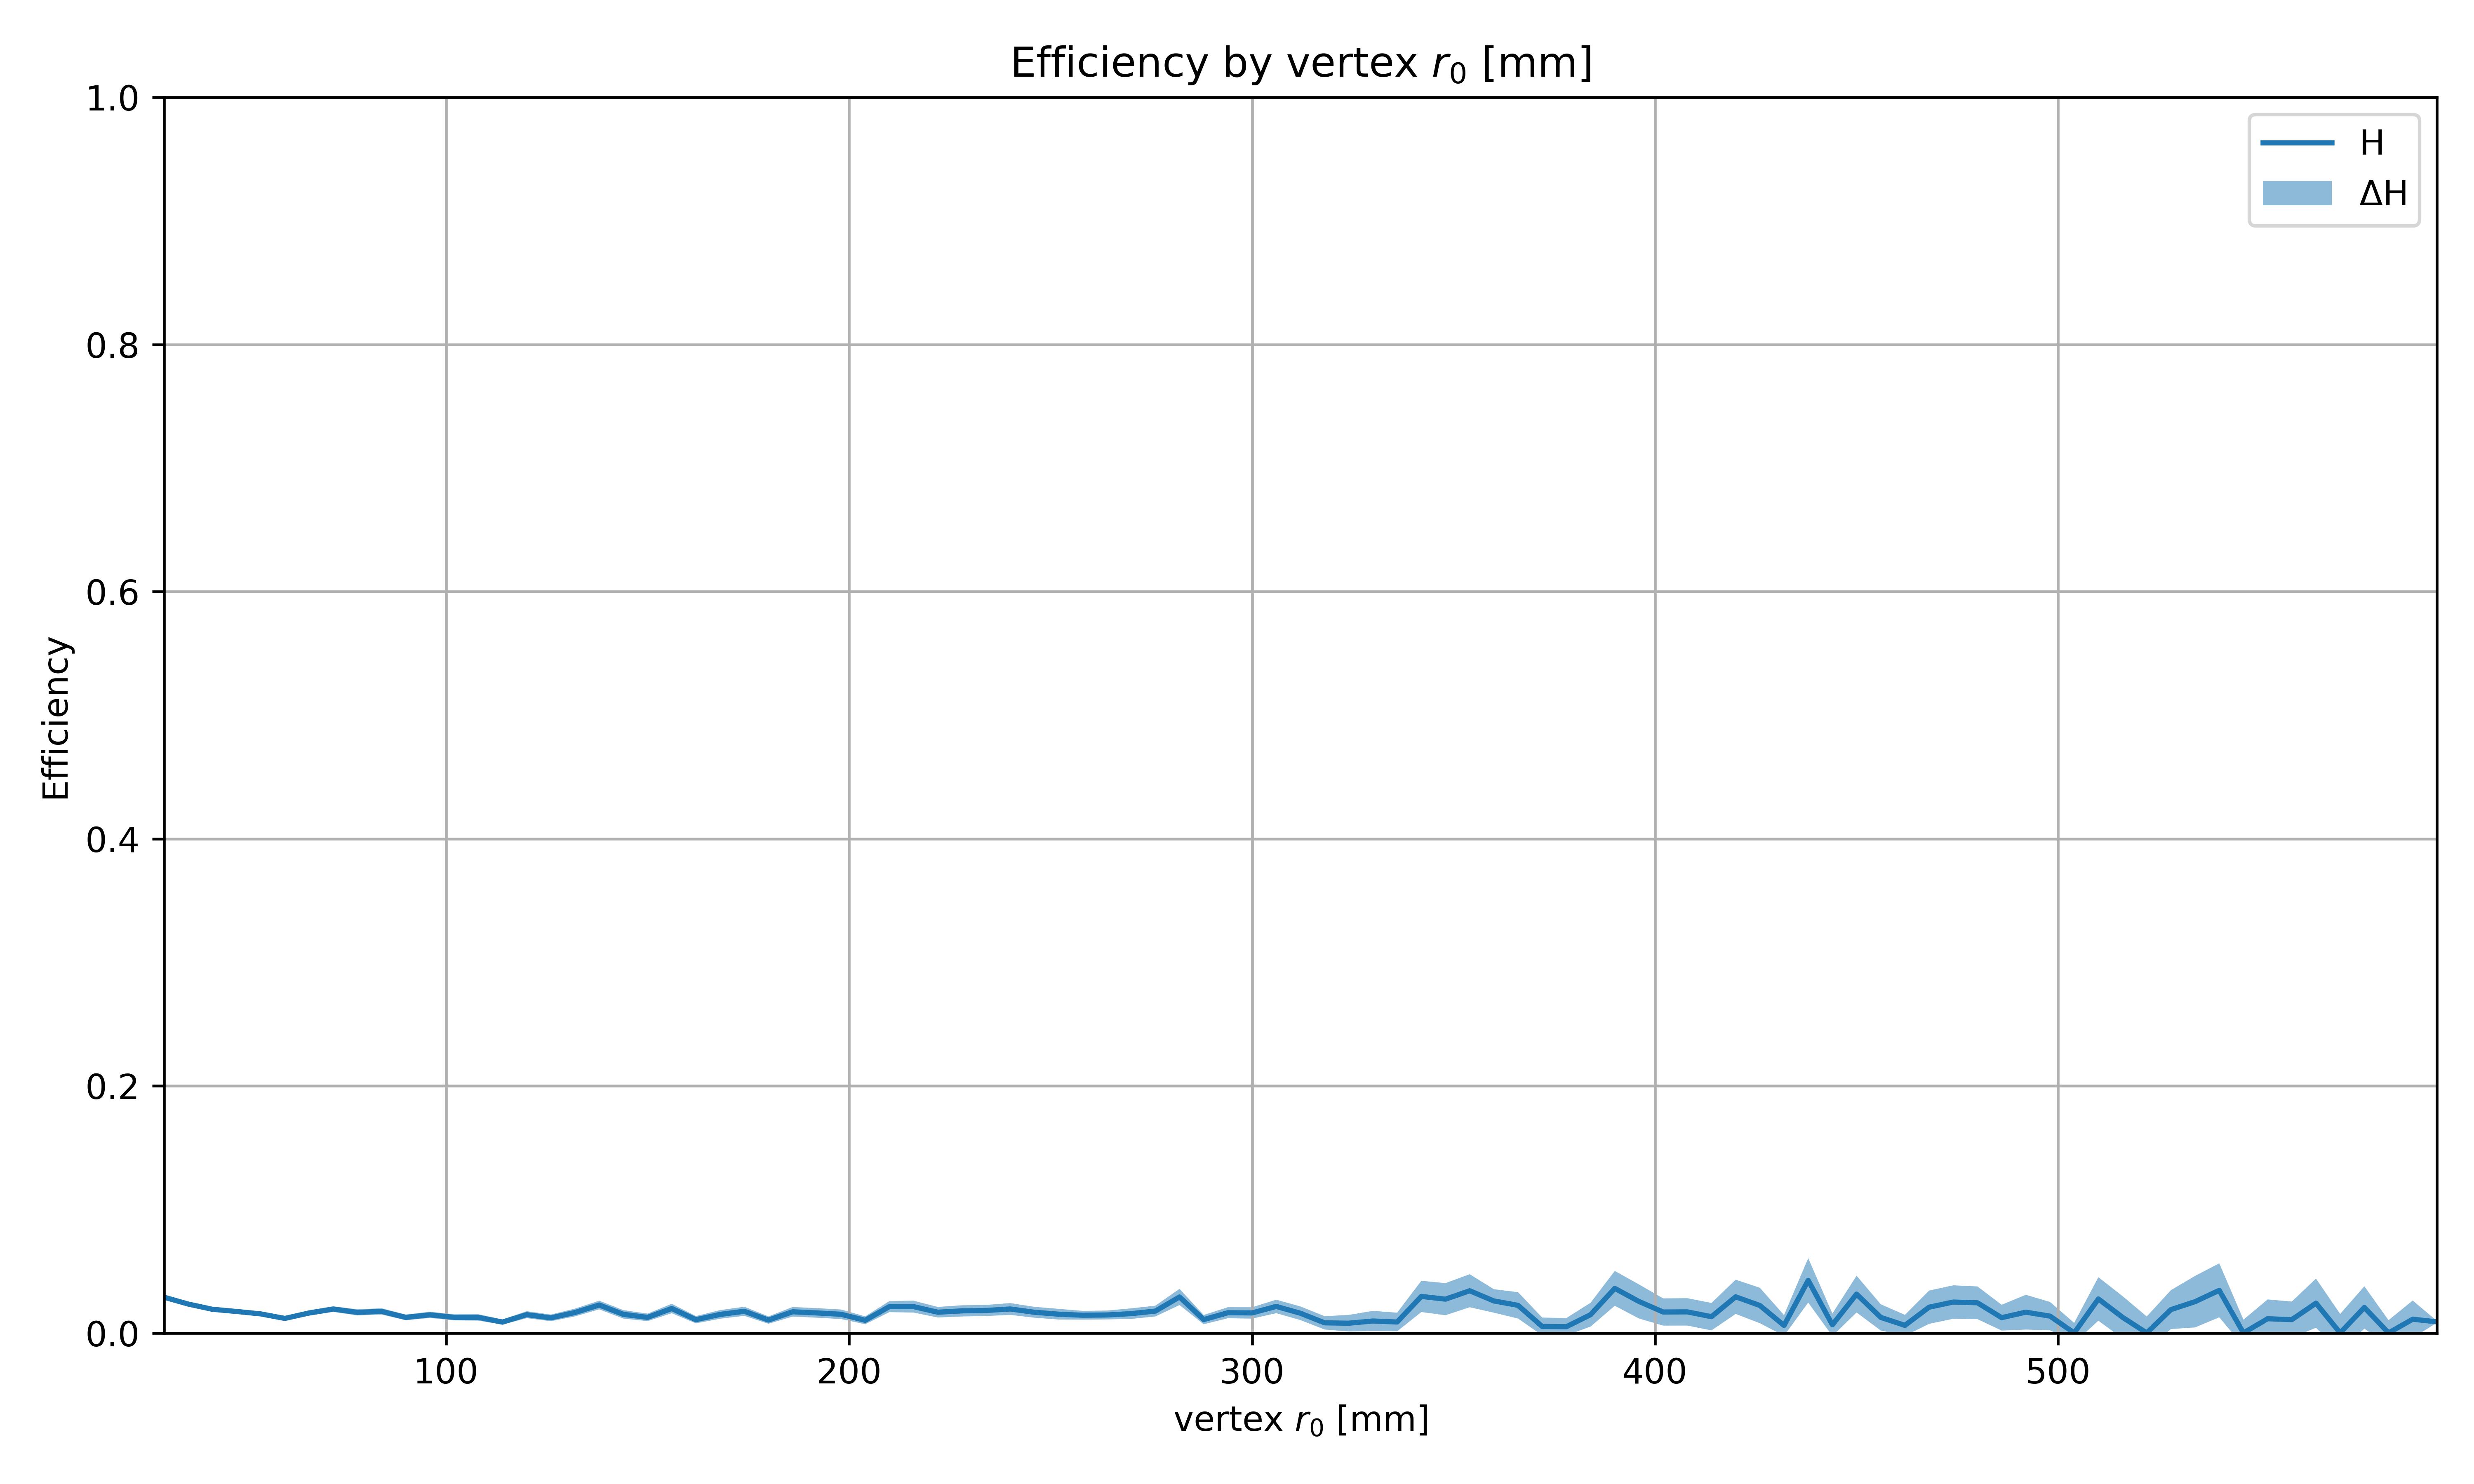 Efficiency by vertex r₀ [mm]
1.0
0.8
0.6
0.4
0.2
0.0
Efficiency
H
ΔH
100 200 300 400 500
vertex r₀ [mm]